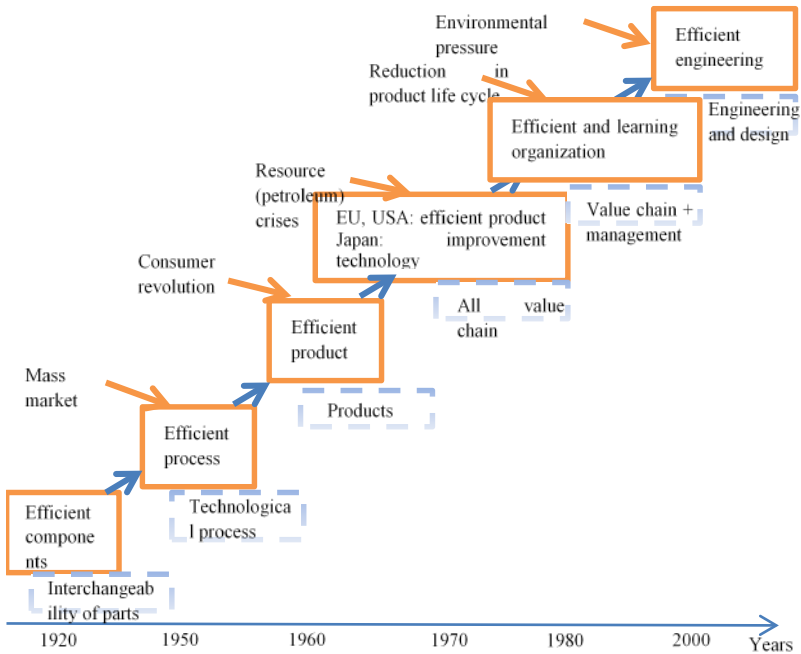 Environmental
pressure
Efficient
engineering
Reduction in
product life cycle
Engineering
and design
Efficient and learning
organization
Resource
(petroleum)
crises
Value chain +
management
EU, USA: efficient product
Japan: improvement
technology
Consumer
revolution
All value
chain
Efficient
product
Mass
market
Products
Efficient
process
Technologica
l process
Efficient
compone
nts
Interchangeab
ility of parts
1920 1950 1960 1970 1980 2000 Years